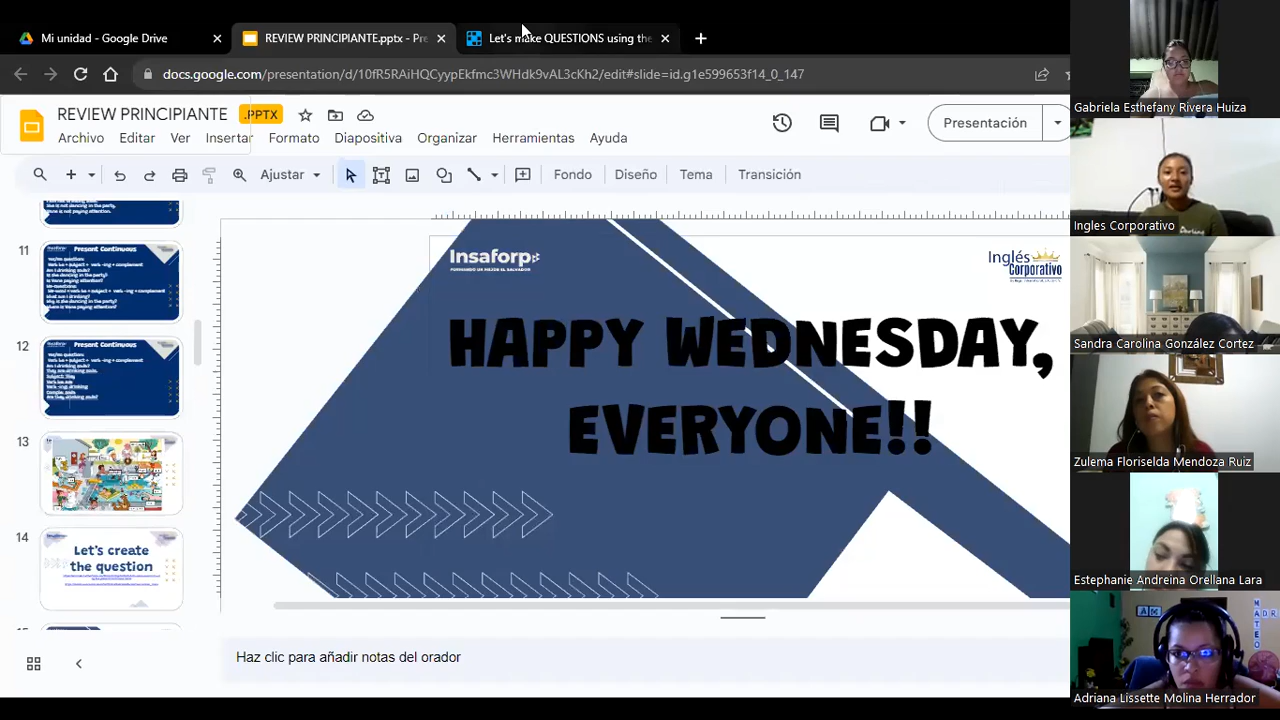 Mi unidad - Google Drive
REVIEW PRINCIPIANTE.pptx - Pre
Let's make QUESTIONS using the
docs.google.com/presentation/d/10fR5RAiHQCyypEkfmc3WHdk9vAL3cKh2/edit#slide=id.g1e599653f14_0_147
REVIEW PRINCIPIANTE
.PPTX
Archivo Editar Ver Insertar Formato Diapositiva Organizar Herramientas Ayuda
Presentación
Ajustar
Fondo Diseño Tema Transición
11
Present Continuous
12
Present Continuous
13
14
Let's create
the question
Insaforp
FORMANDO UN MEJOR EL SALVADOR
Inglés
Corporativo
HAPPY WEDNESDAY,
EVERYONE!!
Haz clic para añadir notas del orador
Gabriela Esthefany Rivera Huiza
Ingles Corporativo
Sandra Carolina González Cortez
Zulema Floriselda Mendoza Ruiz
Estephanie Andreina Orellana Lara
Adriana Lissette Molina Herrador